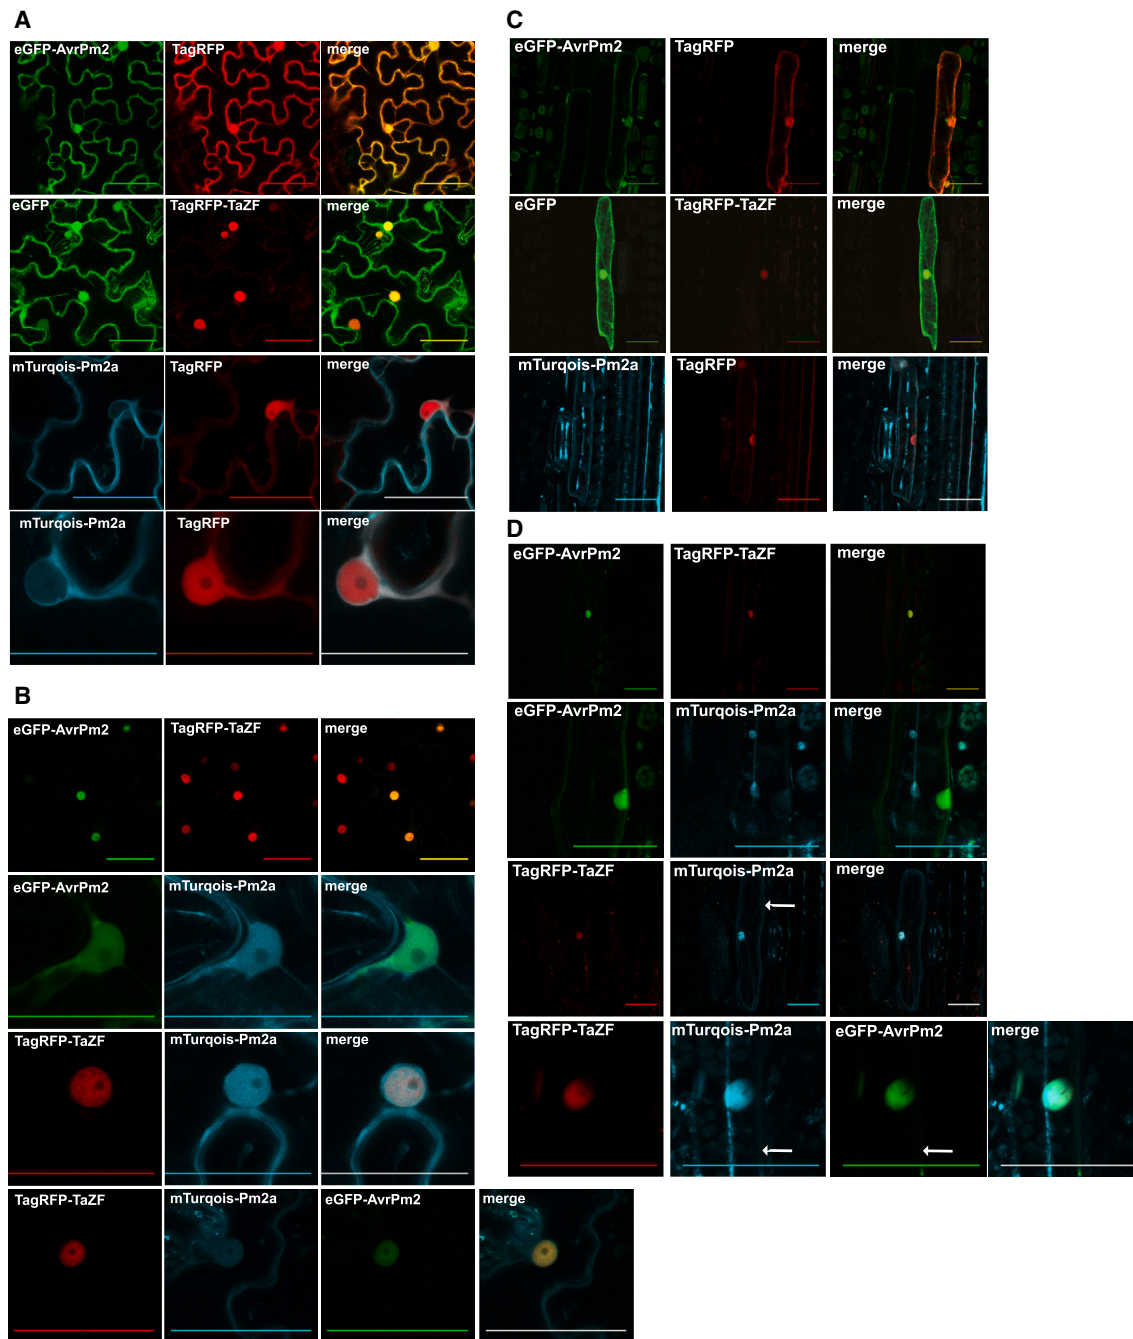 A
eGFP-AvrPm2 TagRFP merge
eGFP TagRFP-TaZF merge
mTurqois-Pm2a TagRFP merge
mTurqois-Pm2a TagRFP merge
B
eGFP-AvrPm2 TagRFP-TaZF merge
eGFP-AvrPm2 mTurqois-Pm2a merge
TagRFP-TaZF mTurqois-Pm2a merge
TagRFP-TaZF mTurqois-Pm2a eGFP-AvrPm2 merge
C
eGFP-AvrPm2 TagRFP merge
eGFP TagRFP-TaZF merge
mTurqois-Pm2a TagRFP merge
D
eGFP-AvrPm2 TagRFP-TaZF merge
eGFP-AvrPm2 mTurqois-Pm2a merge
TagRFP-TaZF mTurqois-Pm2a merge
TagRFP-TaZF mTurqois-Pm2a eGFP-AvrPm2 merge